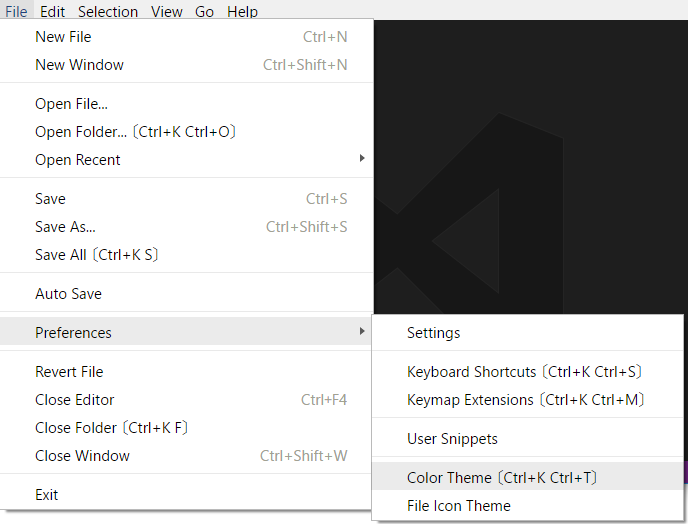 File Edit Selection View Go Help
New File Ctrl+N
New Window Ctrl+Shift+N
Open File...
Open Folder... [Ctrl+K Ctrl+O]
Open Recent
Save Ctrl+S
Save As... Ctrl+Shift+S
Save All [Ctrl+K S]
Auto Save
Preferences
Revert File
Close Editor Ctrl+F4
Close Folder [Ctrl+K F]
Close Window Ctrl+Shift+W
Exit
Settings
Keyboard Shortcuts [Ctrl+K Ctrl+S]
Keymap Extensions [Ctrl+K Ctrl+M]
User Snippets
Color Theme [Ctrl+K Ctrl+T]
File Icon Theme